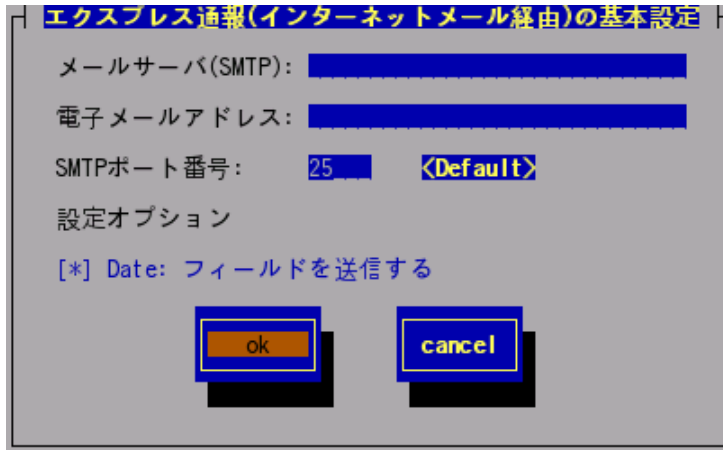 エクスプレス通報(インターネットメール経由)の基本設定
メールサーバ(SMTP):
電子メールアドレス:
SMTPポート番号: 25 <Default>
設定オプション
[*] Date: フィールドを送信する
ok cancel